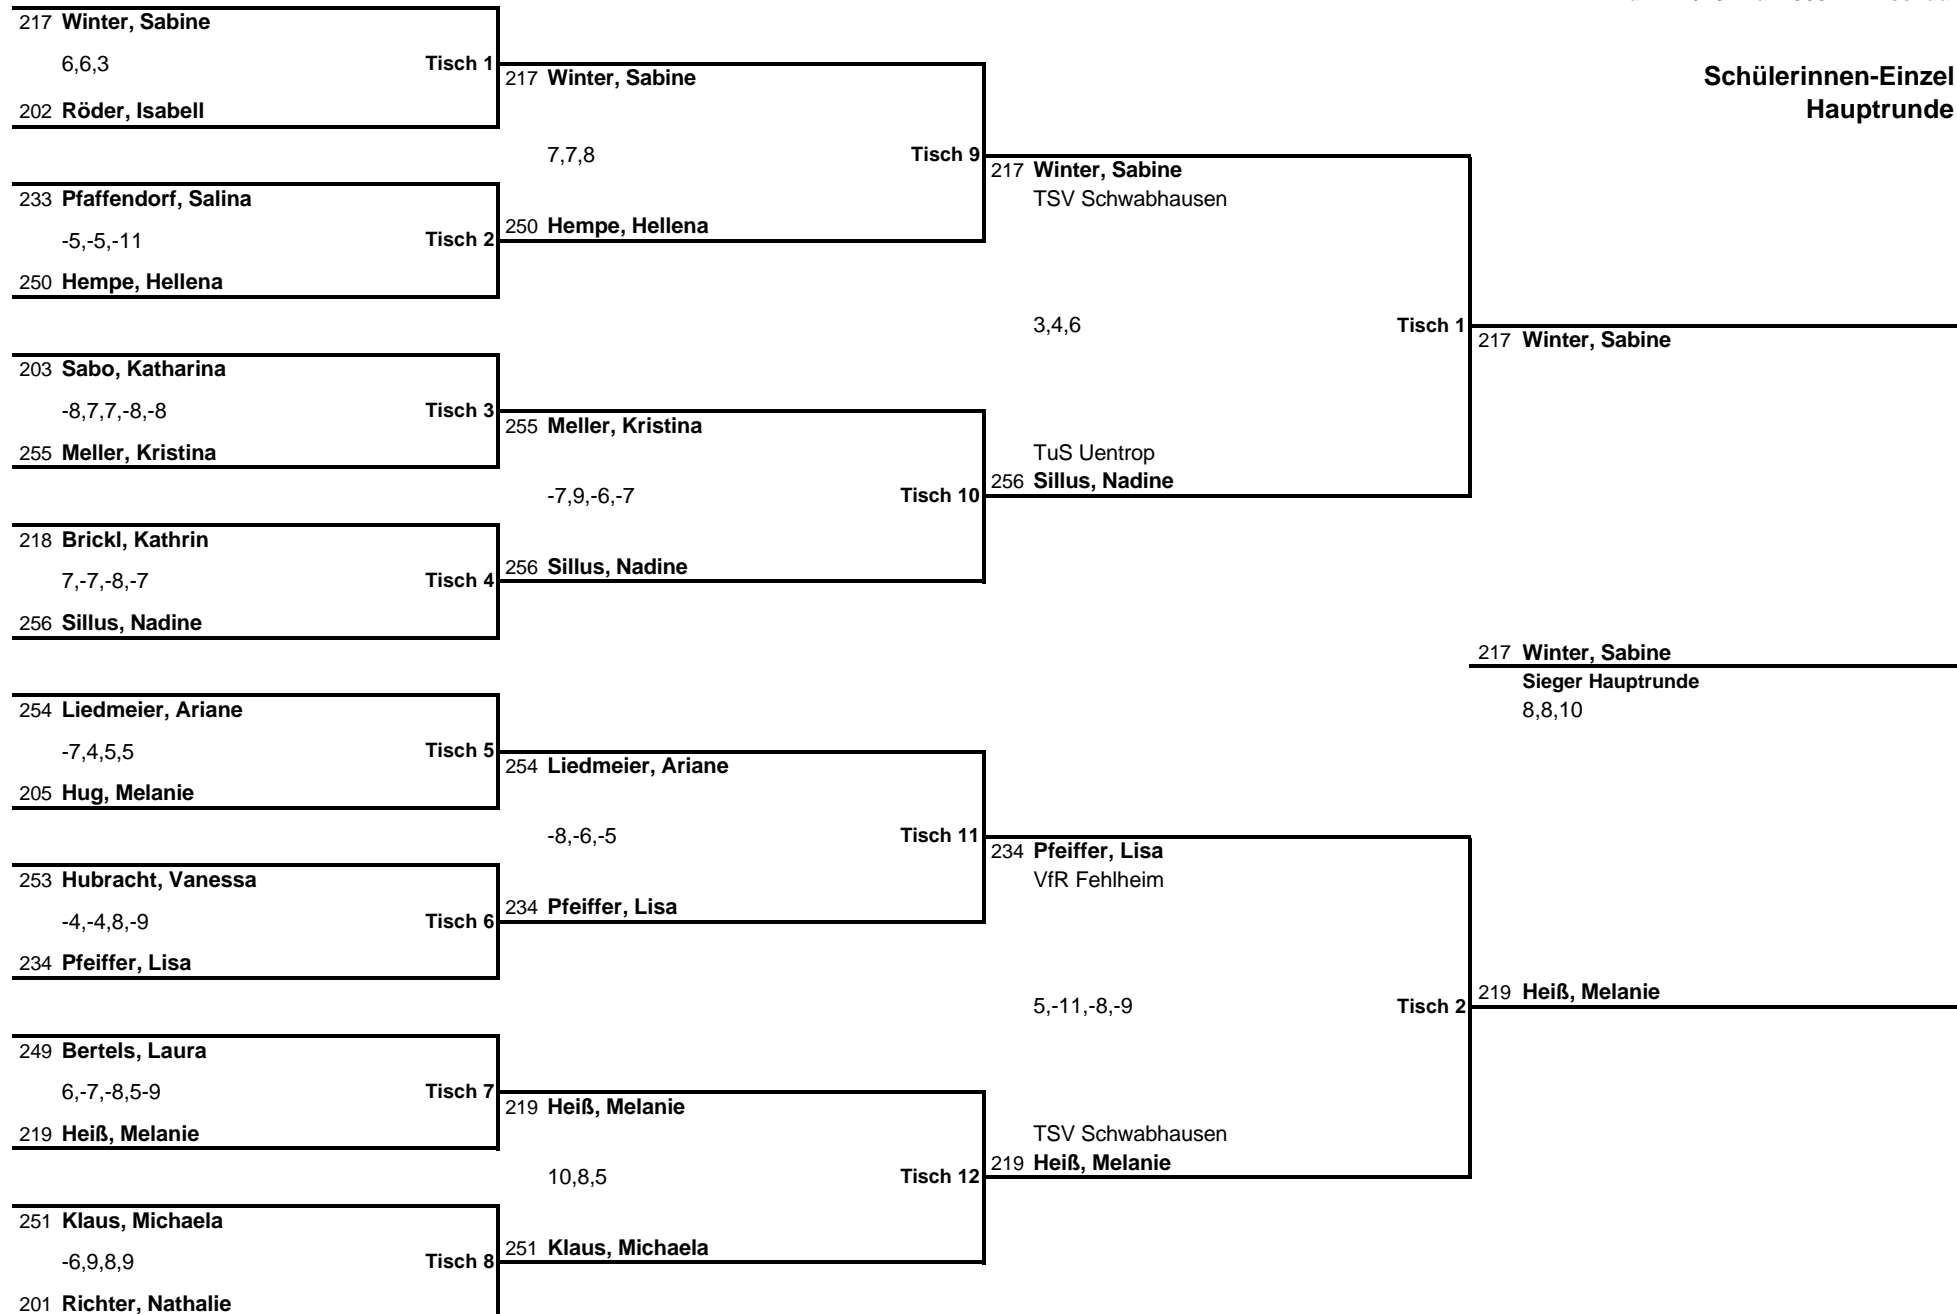 217 Winter, Sabine
6,6,3 Tisch 1
202 Röder, Isabell
233 Pfaffendorf, Salina
-5,-5,-11 Tisch 2
250 Hempe, Hellena
203 Sabo, Katharina
-8,7,7,-8,-8 Tisch 3
255 Meller, Kristina
218 Brickl, Kathrin
7,-7,-8,-7 Tisch 4
256 Sillus, Nadine
254 Liedmeier, Ariane
-7,4,5,5 Tisch 5
205 Hug, Melanie
253 Hubracht, Vanessa
-4,-4,8,-9 Tisch 6
234 Pfeiffer, Lisa
249 Bertels, Laura
6,-7,-8,5-9 Tisch 7
219 Heiß, Melanie
251 Klaus, Michaela
-6,9,8,9 Tisch 8
201 Richter, Nathalie
217 Winter, Sabine
7,7,8 Tisch 9
250 Hempe, Hellena
255 Meller, Kristina
-7,9,-6,-7 Tisch 10
256 Sillus, Nadine
254 Liedmeier, Ariane
-8,-6,-5 Tisch 11
234 Pfeiffer, Lisa
219 Heiß, Melanie
10,8,5 Tisch 12
251 Klaus, Michaela
217 Winter, Sabine
TSV Schwabhausen
3,4,6 Tisch 1
TuS Uentrop
256 Sillus, Nadine
234 Pfeiffer, Lisa
VfR Fehlheim
5,-11,-8,-9 Tisch 2
TSV Schwabhausen
219 Heiß, Melanie
Schülerinnen-Einzel
Hauptrunde
217 Winter, Sabine
217 Winter, Sabine
Sieger Hauptrunde
8,8,10
219 Heiß, Melanie